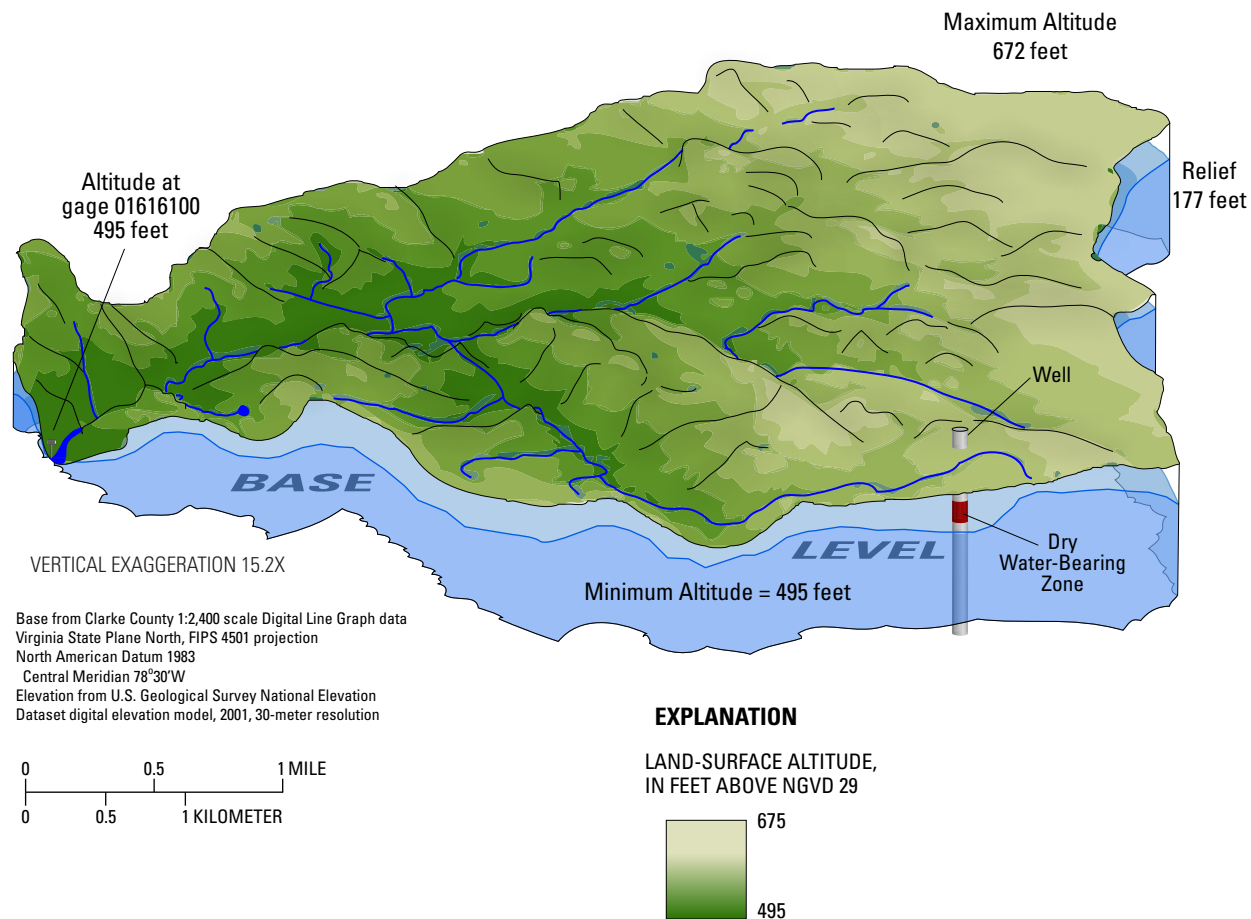 Maximum Altitude
672 feet
Altitude at
gage 01616100
495 feet
Relief
177 feet
Well
BASE
LEVEL
Dry
Water-Bearing
Zone
VERTICAL EXAGGERATION 15.2X
Minimum Altitude = 495 feet
Base from Clarke County 1:2,400 scale Digital Line Graph data
Virginia State Plane North, FIPS 4501 projection
North American Datum 1983
Central Meridian 78°30'W
Elevation from U.S. Geological Survey National Elevation
Dataset digital elevation model, 2001, 30-meter resolution
0 0.5 1 MILE
0 0.5 1 KILOMETER
EXPLANATION
LAND-SURFACE ALTITUDE,
IN FEET ABOVE NGVD 29
675
495